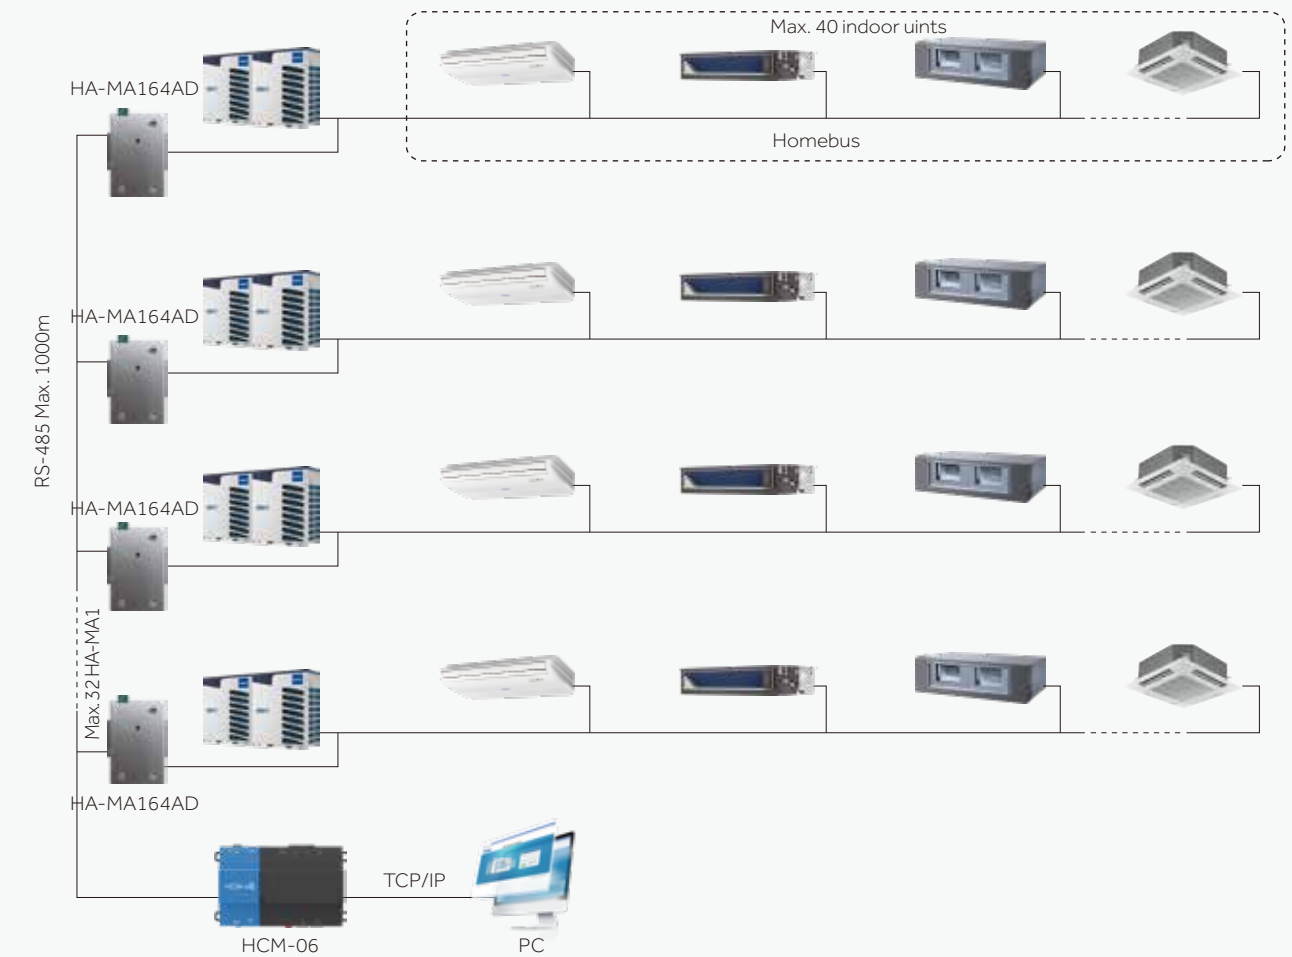 Max. 40 indoor uints
HA-MA164AD
Homebus
HA-MA164AD
RS-485 Max. 1000m
HA-MA164AD
Max.32 HA-MA1
HA-MA164AD
TCP/IP
HCM-06
PC